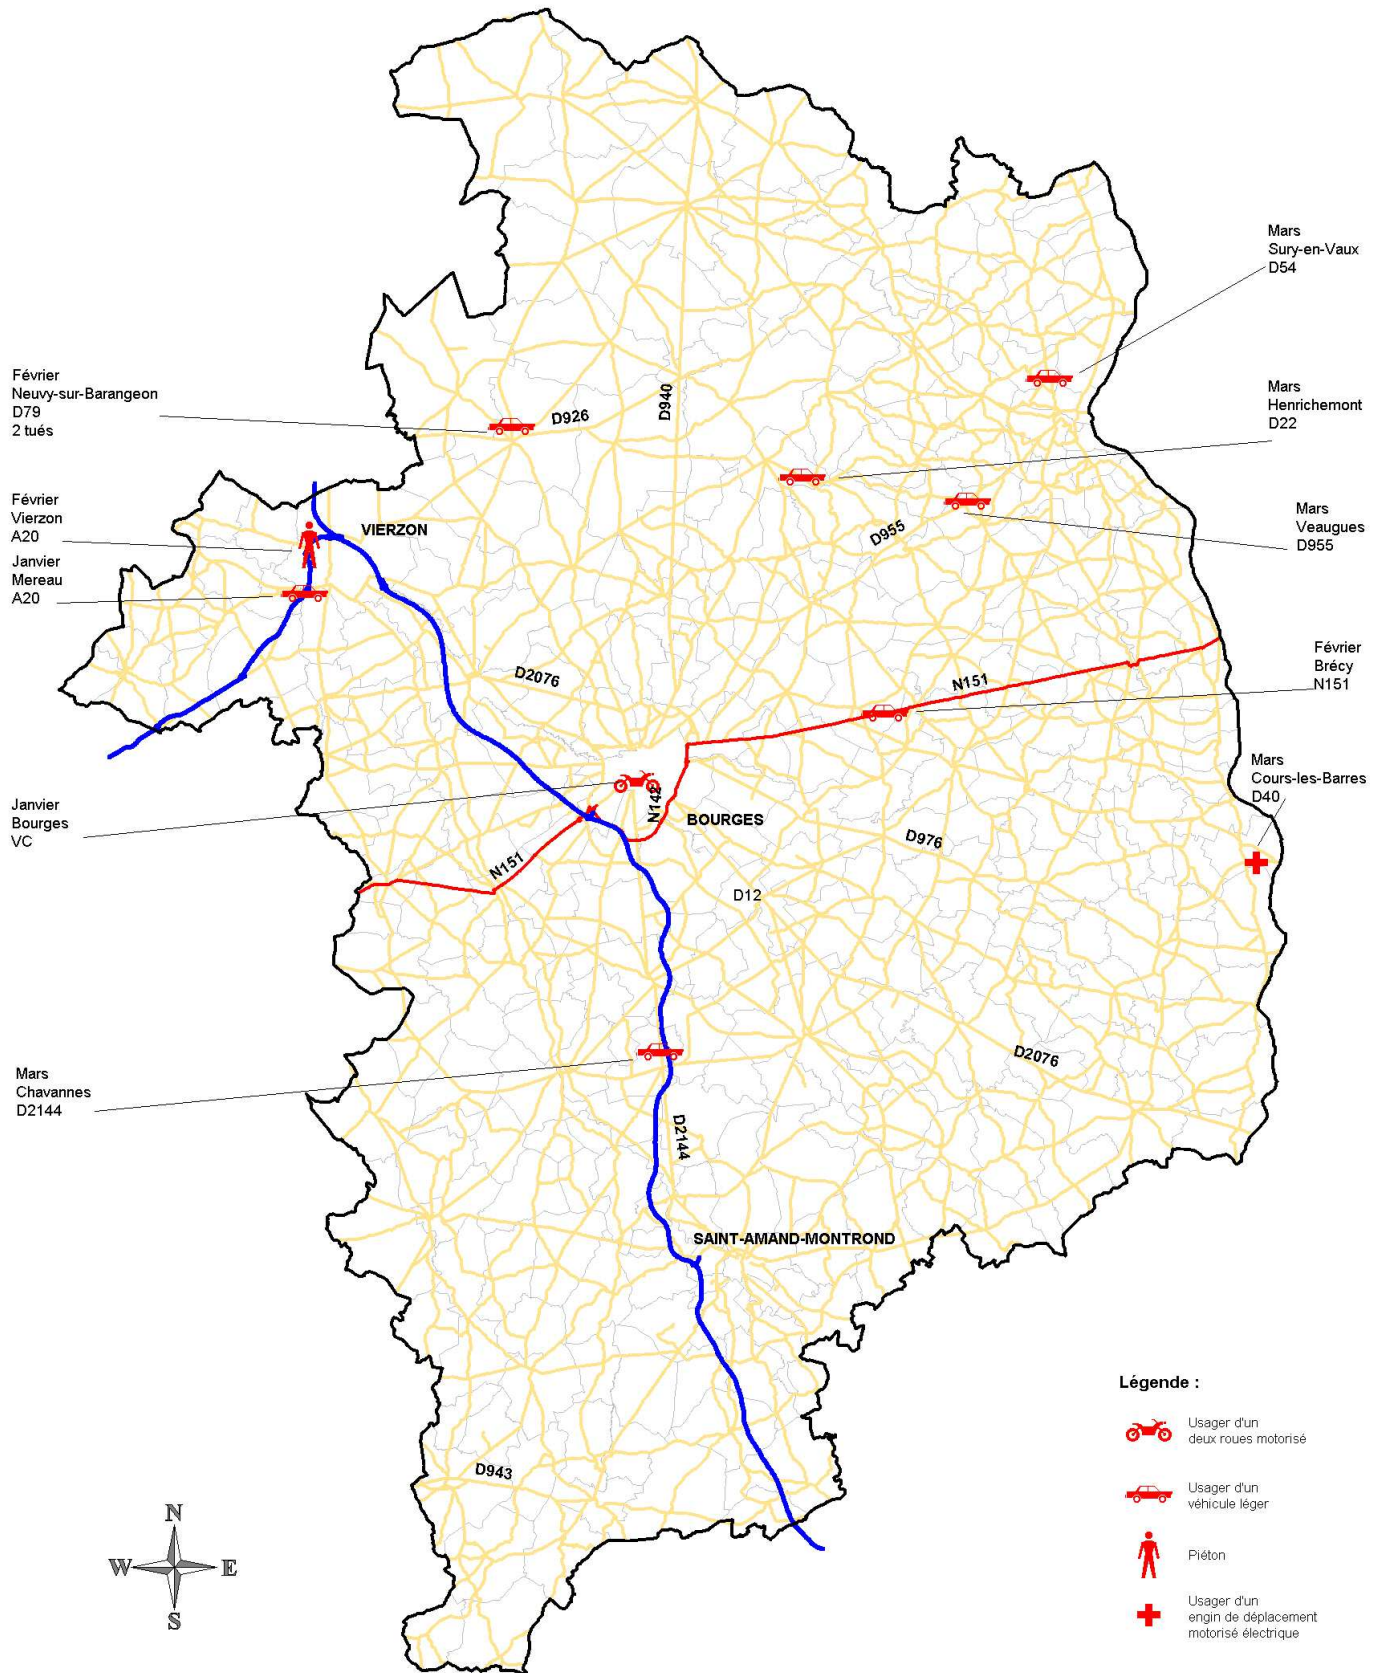 Mars
Sury-en-Vaux
D54
Février
Neuvy-sur-Barangeon
D79
2 tués
D926
D940
Mars
Henrichemont
D22
Février
Vierzon
A20
VIERZON
D955
Mars
Veaugues
D955
Janvier
Mereau
A20
D2076
N151
Février
Brécy
N151
Janvier
Bourges
VC
N142
BOURGES
Mars
Cours-les-Barres
D40
D976
N151
D12
Mars
Chavannes
D2144
D2076
D2144
SAINT-AMAND-MONTROND
D943
Légende :
Usager d'un
deux roues motorisé
Usager d'un
véhicule léger
Piéton
Usager d'un
engin de déplacement
motorisé électrique
N
W
E
S